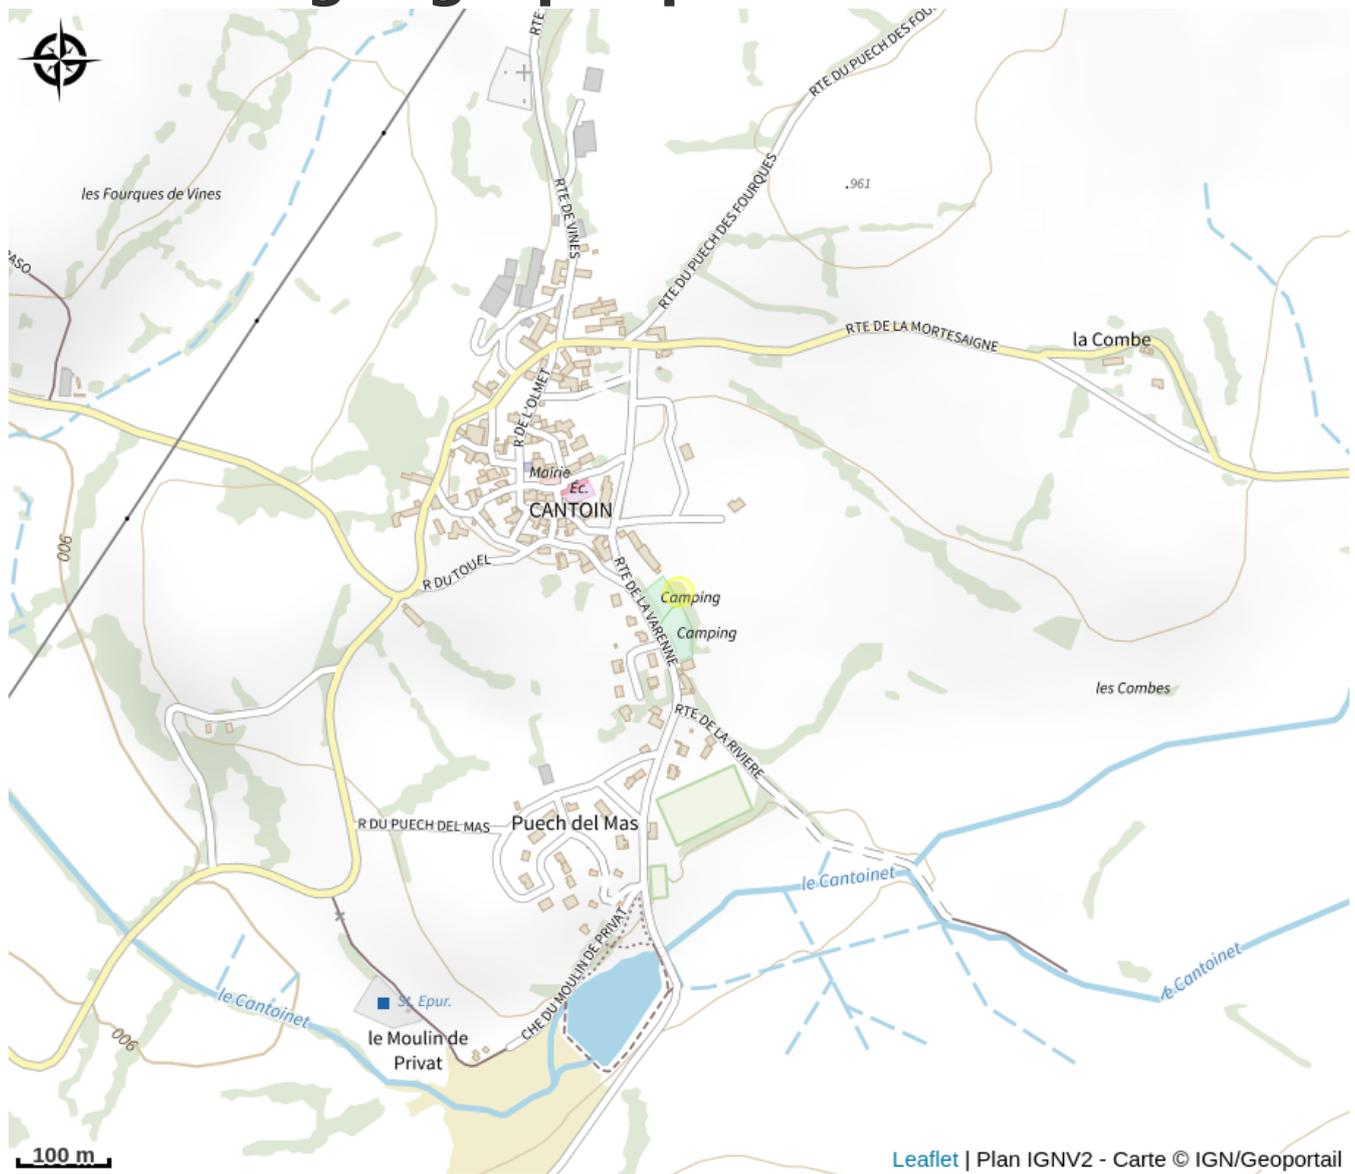 RTE
RTE DU PUECH DES FOU
les Fourques de Vines
.961
RTE DE VINES
RTE DU PUECH DES FOURQUES
ASO
RTE DE LA MORTESAIGNE
la Combe
R DE L'OLMET
Mairie
Éc.
CANTOIN
900
R DU TOUEL
RTE DE LA VARENNE
Camping
Camping
les Combes
RTE DE LA RIVIERE
R DU PUECH DEL MAS
Puech del Mas
le Cantoinet
CHE DU MOULIN DE PRIVAT
le Cantoinet
St. Epur.
le Cantoinet
le Moulin de
Privat
900
100 m
Leaflet | Plan IGNV2 - Carte © IGN/Geoportail